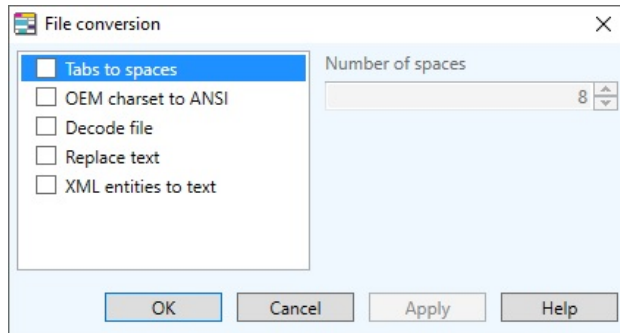 File conversion
Tabs to spaces
OEM charset to ANSI
Decode file
Replace text
XML entities to text
Number of spaces
8
OK
Cancel
Apply
Help